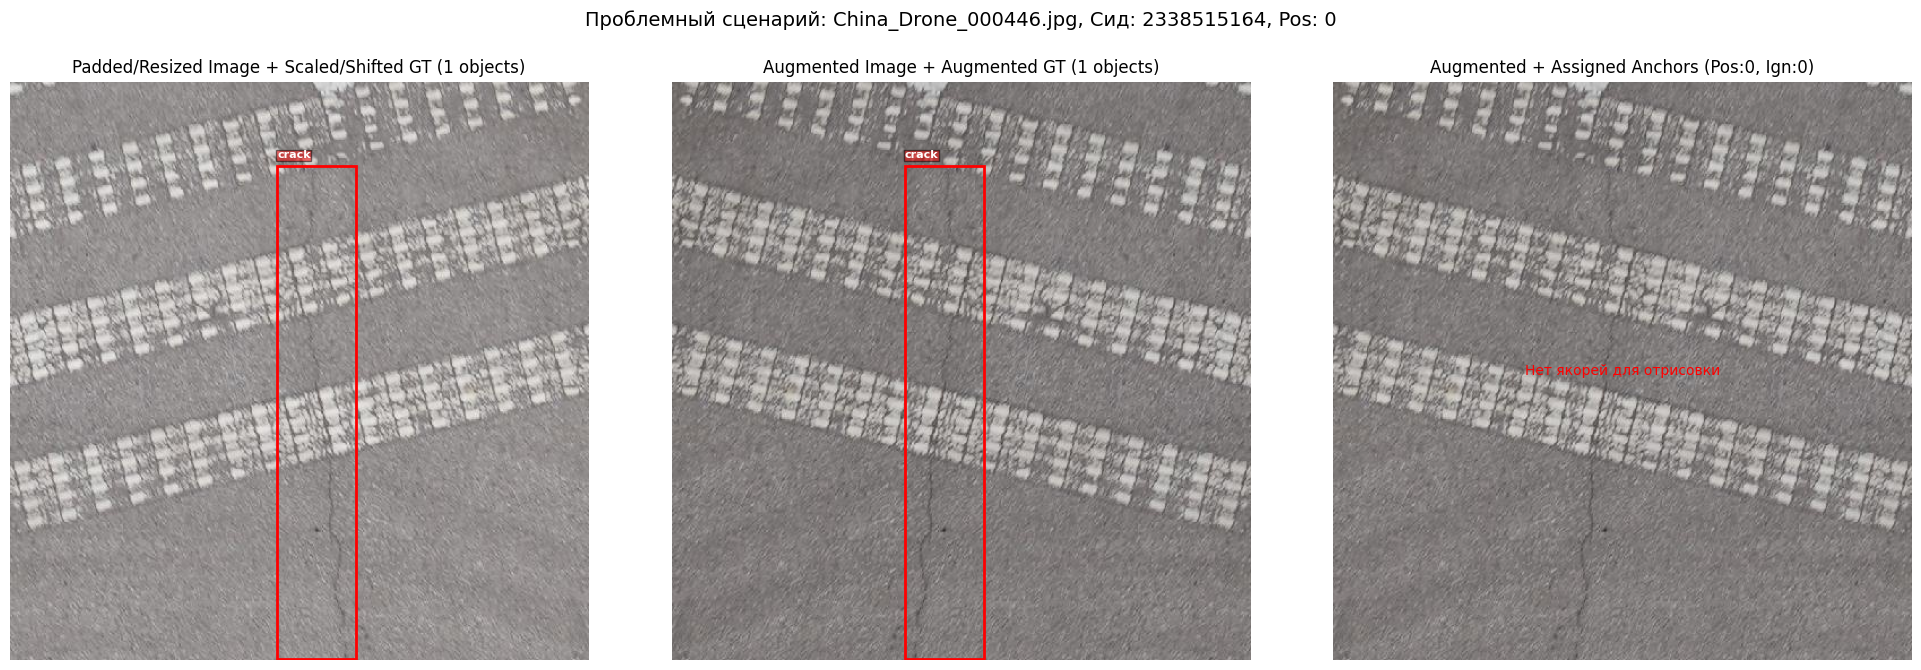 Проблемный сценарий: China_Drone_000446.jpg, Сид: 2338515164, Pos: 0
Padded/Resized Image + Scaled/Shifted GT (1 objects)
Augmented Image + Augmented GT (1 objects)
Augmented + Assigned Anchors (Pos:0, Ign:0)
crack
crack
Нет якорей для отрисовки